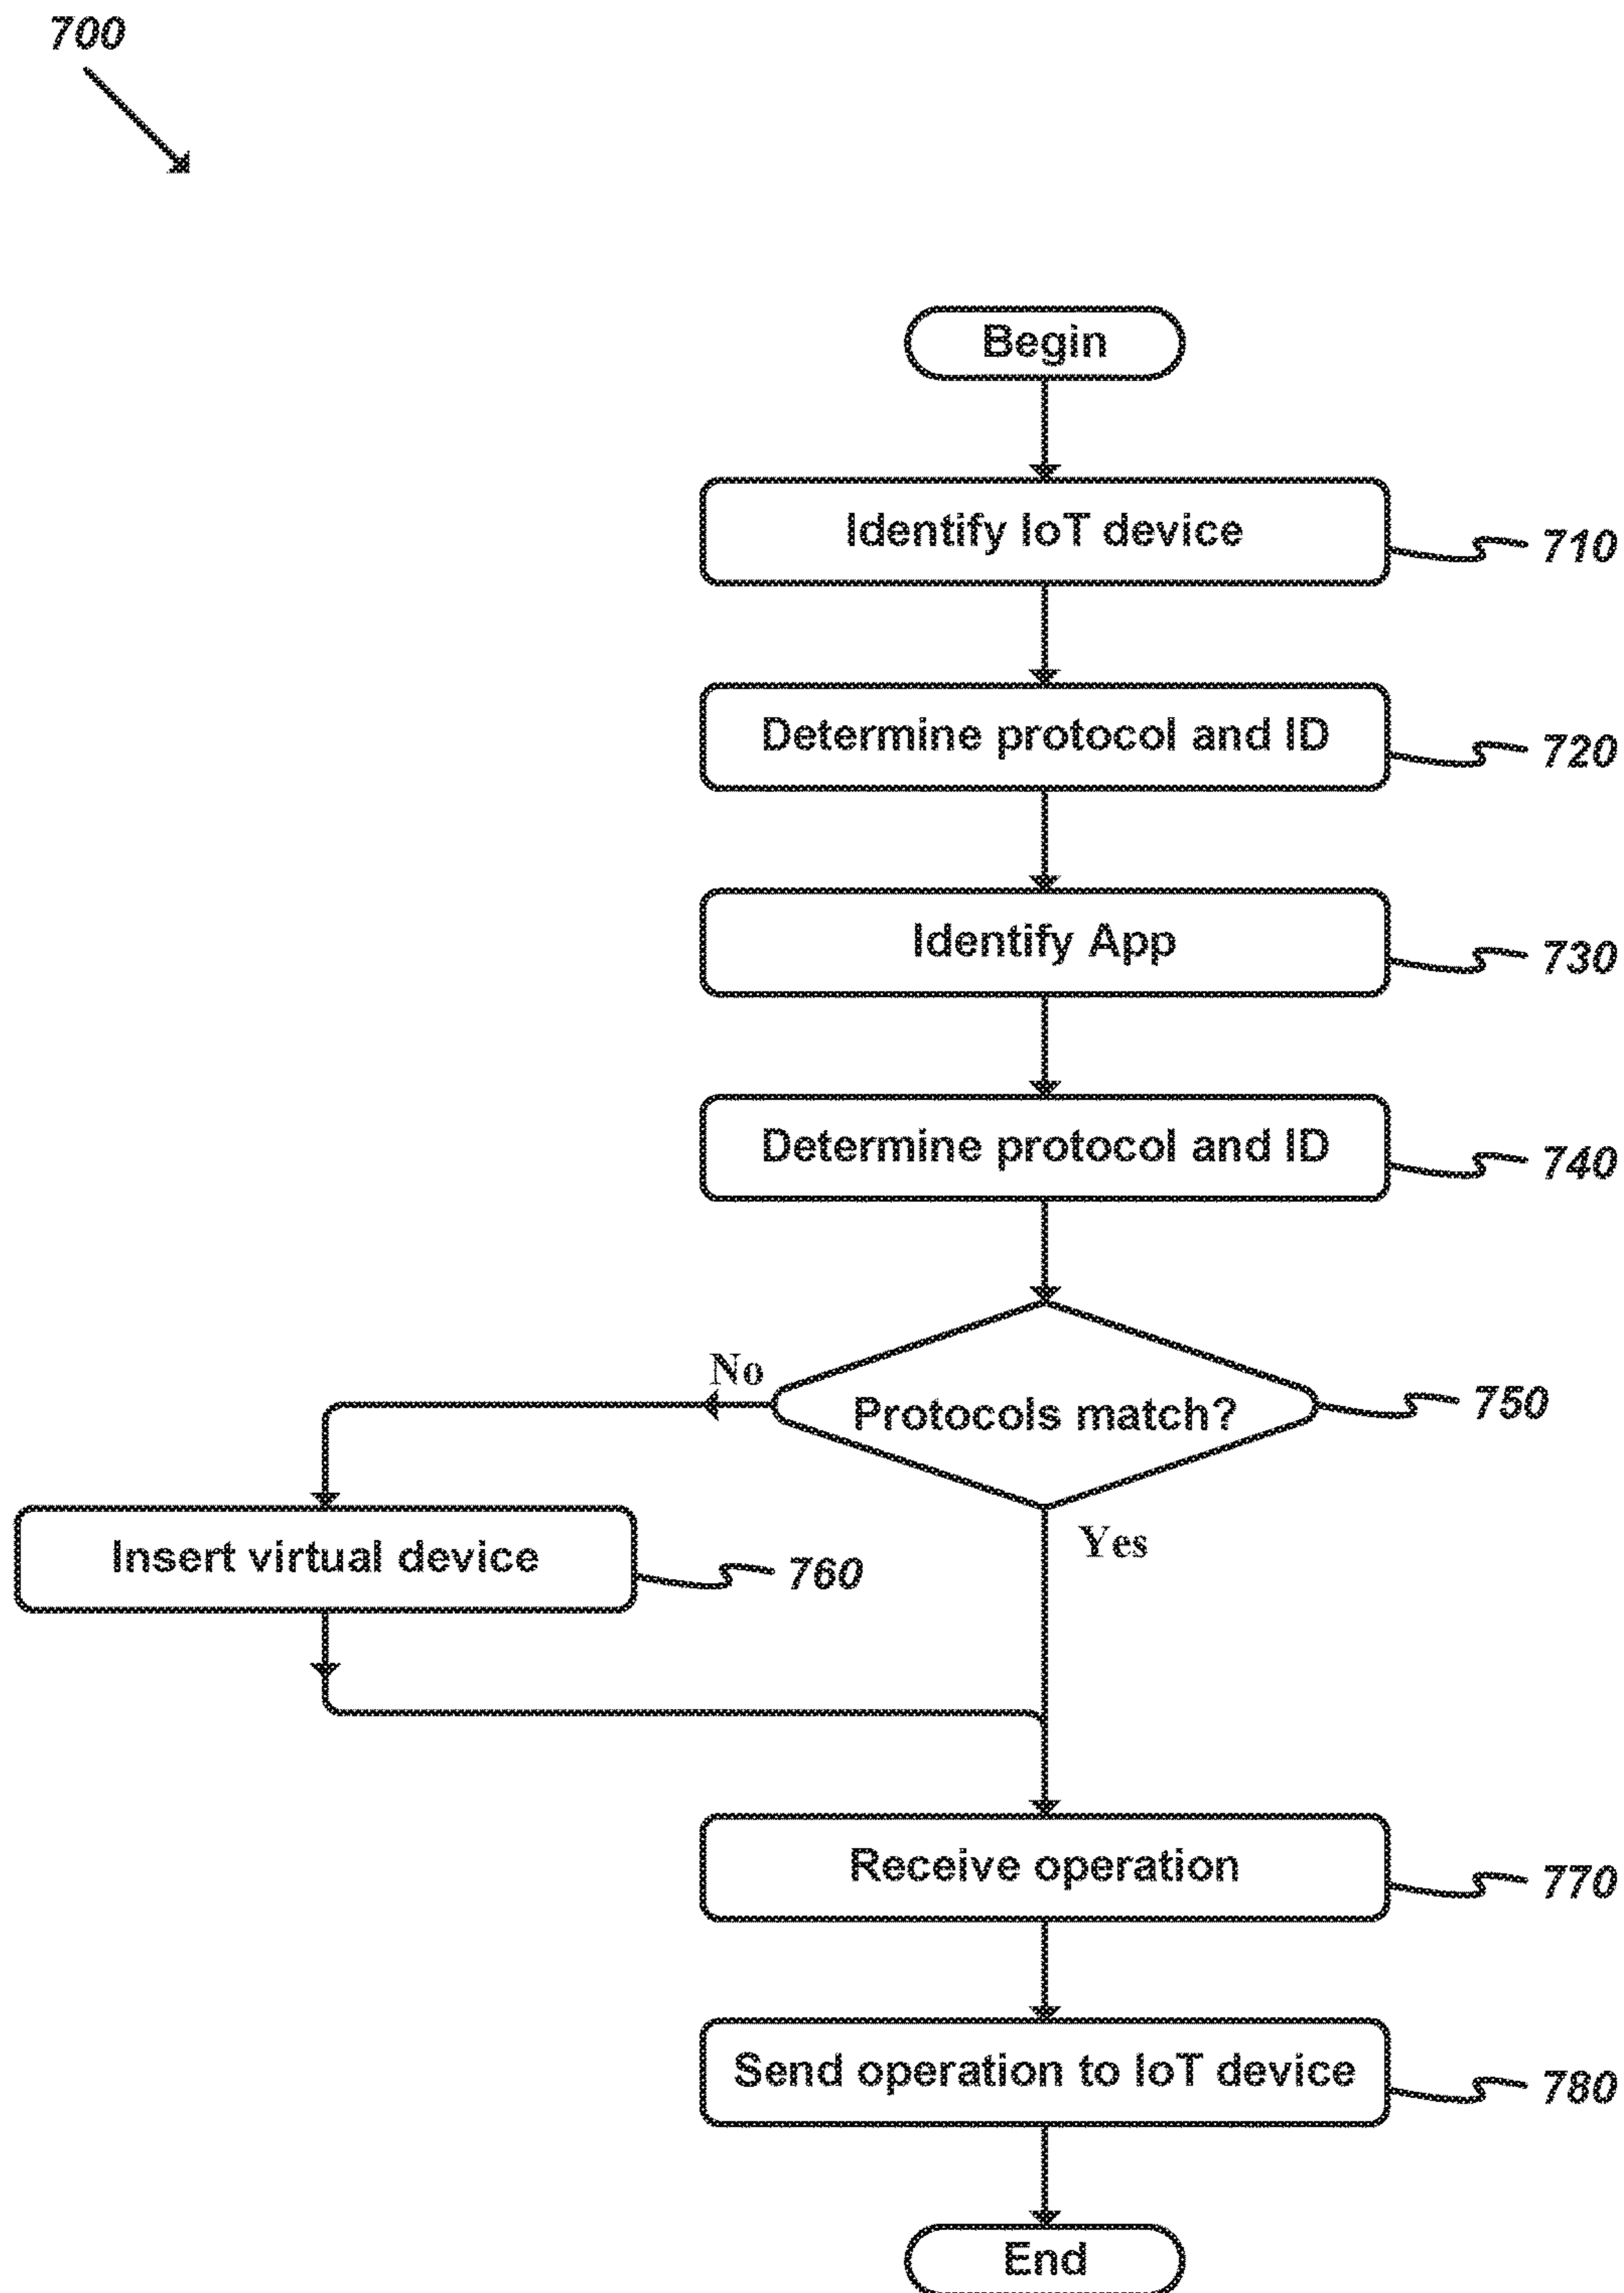 700
Begin
Identify IoT device
710
Determine protocol and ID
720
Identify App
730
Determine protocol and ID
740
No
Protocols match?
750
Yes
Insert virtual device
760
Receive operation
770
Send operation to IoT device
780
End